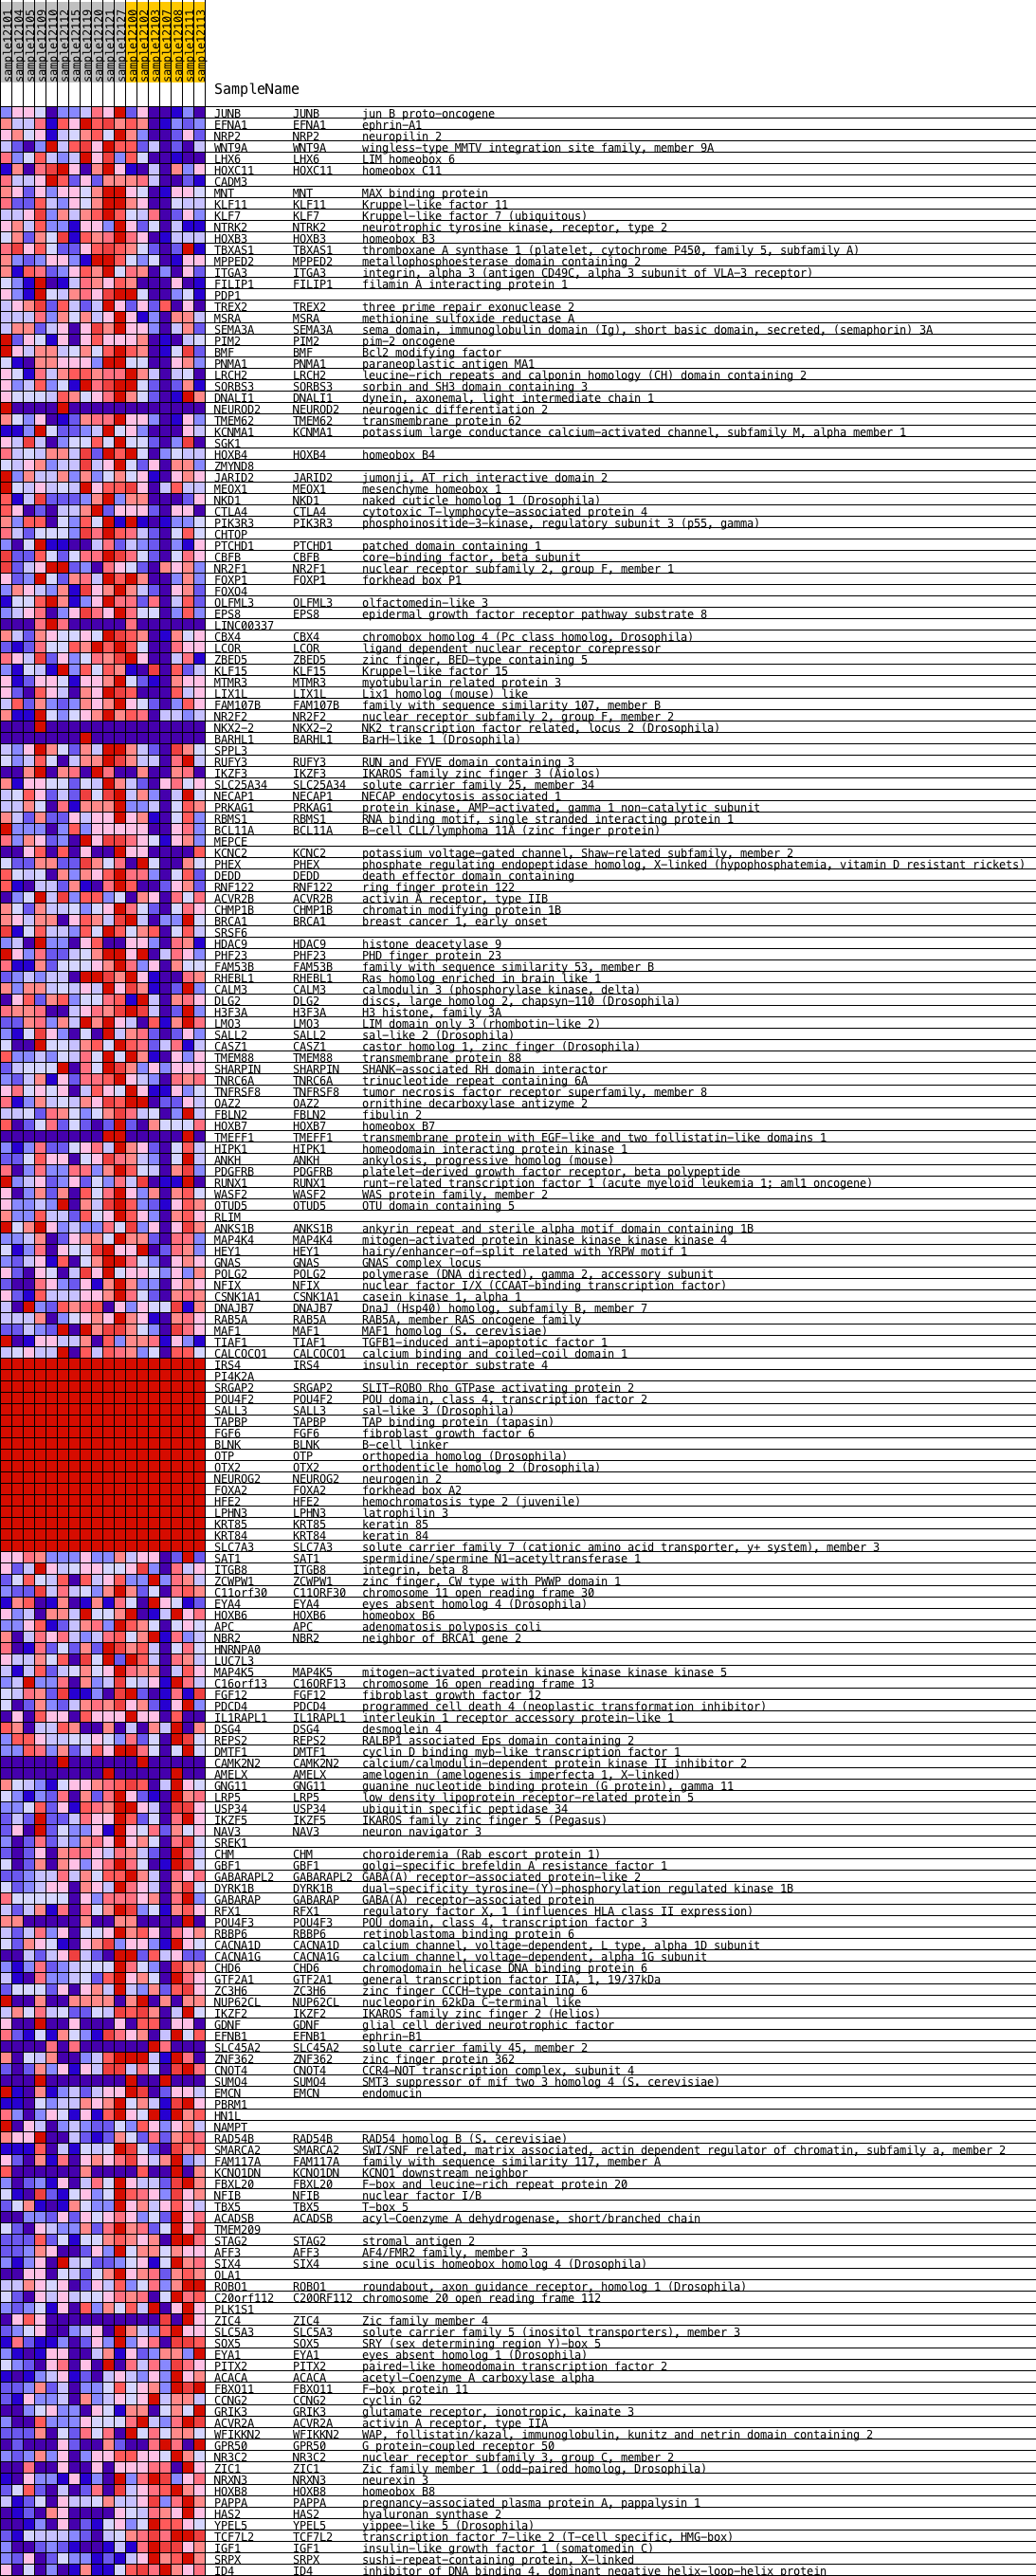 sample12101 sample12104 sample12105 sample12109 sample12110 sample12112 sample12115 sample12119 sample12120 sample12121 sample12127 sample12100 sample12102 sample12103 sample12107 sample12108 sample12111 sample12113
SampleName
JUNB JUNB jun B proto-oncogene
EFNA1 EFNA1 ephrin-A1
NRP2 NRP2 neuropilin 2
WNT9A WNT9A wingless-type MMTV integration site family, member 9A
LHX6 LHX6 LIM homeobox 6
HOXC11 HOXC11 homeobox C11
CADM3
MNT MNT MAX binding protein
KLF11 KLF11 Kruppel-like factor 11
KLF7 KLF7 Kruppel-like factor 7 (ubiquitous)
NTRK2 NTRK2 neurotrophic tyrosine kinase, receptor, type 2
HOXB3 HOXB3 homeobox B3
TBXAS1 TBXAS1 thromboxane A synthase 1 (platelet, cytochrome P450, family 5, subfamily A)
MPPED2 MPPED2 metallophosphoesterase domain containing 2
ITGA3 ITGA3 integrin, alpha 3 (antigen CD49C, alpha 3 subunit of VLA-3 receptor)
FILIP1 FILIP1 filamin A interacting protein 1
PDP1
TREX2 TREX2 three prime repair exonuclease 2
MSRA MSRA methionine sulfoxide reductase A
SEMA3A SEMA3A sema domain, immunoglobulin domain (Ig), short basic domain, secreted, (semaphorin) 3A
PIM2 PIM2 pim-2 oncogene
BMF BMF Bcl2 modifying factor
PNMA1 PNMA1 paraneoplastic antigen MA1
LRCH2 LRCH2 leucine-rich repeats and calponin homology (CH) domain containing 2
SORBS3 SORBS3 sorbin and SH3 domain containing 3
DNALI1 DNALI1 dynein, axonemal, light intermediate chain 1
NEUROD2 NEUROD2 neurogenic differentiation 2
TMEM62 TMEM62 transmembrane protein 62
KCNMA1 KCNMA1 potassium large conductance calcium-activated channel, subfamily M, alpha member 1
SGK1
HOXB4 HOXB4 homeobox B4
ZMYND8
JARID2 JARID2 jumonji, AT rich interactive domain 2
MEOX1 MEOX1 mesenchyme homeobox 1
NKD1 NKD1 naked cuticle homolog 1 (Drosophila)
CTLA4 CTLA4 cytotoxic T-lymphocyte-associated protein 4
PIK3R3 PIK3R3 phosphoinositide-3-kinase, regulatory subunit 3 (p55, gamma)
CHTOP
PTCHD1 PTCHD1 patched domain containing 1
CBFB CBFB core-binding factor, beta subunit
NR2F1 NR2F1 nuclear receptor subfamily 2, group F, member 1
FOXP1 FOXP1 forkhead box P1
FOXO4
OLFML3 OLFML3 olfactomedin-like 3
EPS8 EPS8 epidermal growth factor receptor pathway substrate 8
LINC00337
CBX4 CBX4 chromobox homolog 4 (Pc class homolog, Drosophila)
LCOR LCOR ligand dependent nuclear receptor corepressor
ZBED5 ZBED5 zinc finger, BED-type containing 5
KLF15 KLF15 Kruppel-like factor 15
MTMR3 MTMR3 myotubularin related protein 3
LIX1L LIX1L Lix1 homolog (mouse) like
FAM107B FAM107B family with sequence similarity 107, member B
NR2F2 NR2F2 nuclear receptor subfamily 2, group F, member 2
NKX2-2 NKX2-2 NK2 transcription factor related, locus 2 (Drosophila)
BARHL1 BARHL1 BarH-like 1 (Drosophila)
SPPL3
RUFY3 RUFY3 RUN and FYVE domain containing 3
IKZF3 IKZF3 IKAROS family zinc finger 3 (Aiolos)
SLC25A34 SLC25A34 solute carrier family 25, member 34
NECAP1 NECAP1 NECAP endocytosis associated 1
PRKAG1 PRKAG1 protein kinase, AMP-activated, gamma 1 non-catalytic subunit
RBMS1 RBMS1 RNA binding motif, single stranded interacting protein 1
BCL11A BCL11A B-cell CLL/lymphoma 11A (zinc finger protein)
MEPCE
KCNC2 KCNC2 potassium voltage-gated channel, Shaw-related subfamily, member 2
PHEX PHEX phosphate regulating endopeptidase homolog, X-linked (hypophosphatemia, vitamin D resistant rickets)
DEDD DEDD death effector domain containing
RNF122 RNF122 ring finger protein 122
ACVR2B ACVR2B activin A receptor, type IIB
CHMP1B CHMP1B chromatin modifying protein 1B
BRCA1 BRCA1 breast cancer 1, early onset
SRSF6
HDAC9 HDAC9 histone deacetylase 9
PHF23 PHF23 PHD finger protein 23
FAM53B FAM53B family with sequence similarity 53, member B
RHEBL1 RHEBL1 Ras homolog enriched in brain like 1
CALM3 CALM3 calmodulin 3 (phosphorylase kinase, delta)
DLG2 DLG2 discs, large homolog 2, chapsyn-110 (Drosophila)
H3F3A H3F3A H3 histone, family 3A
LMO3 LMO3 LIM domain only 3 (rhombotin-like 2)
SALL2 SALL2 sal-like 2 (Drosophila)
CASZ1 CASZ1 castor homolog 1, zinc finger (Drosophila)
TMEM88 TMEM88 transmembrane protein 88
SHARPIN SHARPIN SHANK-associated RH domain interactor
TNRC6A TNRC6A trinucleotide repeat containing 6A
TNFRSF8 TNFRSF8 tumor necrosis factor receptor superfamily, member 8
OAZ2 OAZ2 ornithine decarboxylase antizyme 2
FBLN2 FBLN2 fibulin 2
HOXB7 HOXB7 homeobox B7
TMEFF1 TMEFF1 transmembrane protein with EGF-like and two follistatin-like domains 1
HIPK1 HIPK1 homeodomain interacting protein kinase 1
ANKH ANKH ankylosis, progressive homolog (mouse)
PDGFRB PDGFRB platelet-derived growth factor receptor, beta polypeptide
RUNX1 RUNX1 runt-related transcription factor 1 (acute myeloid leukemia 1; aml1 oncogene)
WASF2 WASF2 WAS protein family, member 2
OTUD5 OTUD5 OTU domain containing 5
RLIM
ANKS1B ANKS1B ankyrin repeat and sterile alpha motif domain containing 1B
MAP4K4 MAP4K4 mitogen-activated protein kinase kinase kinase kinase 4
HEY1 HEY1 hairy/enhancer-of-split related with YRPW motif 1
GNAS GNAS GNAS complex locus
POLG2 POLG2 polymerase (DNA directed), gamma 2, accessory subunit
NFIX NFIX nuclear factor I/X (CCAAT-binding transcription factor)
CSNK1A1 CSNK1A1 casein kinase 1, alpha 1
DNAJB7 DNAJB7 DnaJ (Hsp40) homolog, subfamily B, member 7
RAB5A RAB5A RAB5A, member RAS oncogene family
MAF1 MAF1 MAF1 homolog (S. cerevisiae)
TIAF1 TIAF1 TGFB1-induced anti-apoptotic factor 1
CALCOCO1 CALCOCO1 calcium binding and coiled-coil domain 1
IRS4 IRS4 insulin receptor substrate 4
PI4K2A
SRGAP2 SRGAP2 SLIT-ROBO Rho GTPase activating protein 2
POU4F2 POU4F2 POU domain, class 4, transcription factor 2
SALL3 SALL3 sal-like 3 (Drosophila)
TAPBP TAPBP TAP binding protein (tapasin)
FGF6 FGF6 fibroblast growth factor 6
BLNK BLNK B-cell linker
OTP OTP orthopedia homolog (Drosophila)
OTX2 OTX2 orthodenticle homolog 2 (Drosophila)
NEUROG2 NEUROG2 neurogenin 2
FOXA2 FOXA2 forkhead box A2
HFE2 HFE2 hemochromatosis type 2 (juvenile)
LPHN3 LPHN3 latrophilin 3
KRT85 KRT85 keratin 85
KRT84 KRT84 keratin 84
SLC7A3 SLC7A3 solute carrier family 7 (cationic amino acid transporter, y+ system), member 3
SAT1 SAT1 spermidine/spermine N1-acetyltransferase 1
ITGB8 ITGB8 integrin, beta 8
ZCWPW1 ZCWPW1 zinc finger, CW type with PWWP domain 1
C11orf30 C11ORF30 chromosome 11 open reading frame 30
EYA4 EYA4 eyes absent homolog 4 (Drosophila)
HOXB6 HOXB6 homeobox B6
APC APC adenomatosis polyposis coli
NBR2 NBR2 neighbor of BRCA1 gene 2
HNRNPA0
LUC7L3
MAP4K5 MAP4K5 mitogen-activated protein kinase kinase kinase kinase 5
C16orf13 C16ORF13 chromosome 16 open reading frame 13
FGF12 FGF12 fibroblast growth factor 12
PDCD4 PDCD4 programmed cell death 4 (neoplastic transformation inhibitor)
IL1RAPL1 IL1RAPL1 interleukin 1 receptor accessory protein-like 1
DSG4 DSG4 desmoglein 4
REPS2 REPS2 RALBP1 associated Eps domain containing 2
DMTF1 DMTF1 cyclin D binding myb-like transcription factor 1
CAMK2N2 CAMK2N2 calcium/calmodulin-dependent protein kinase II inhibitor 2
AMELX AMELX amelogenin (amelogenesis imperfecta 1, X-linked)
GNG11 GNG11 guanine nucleotide binding protein (G protein), gamma 11
LRP5 LRP5 low density lipoprotein receptor-related protein 5
USP34 USP34 ubiquitin specific peptidase 34
IKZF5 IKZF5 IKAROS family zinc finger 5 (Pegasus)
NAV3 NAV3 neuron navigator 3
SREK1
CHM CHM choroideremia (Rab escort protein 1)
GBF1 GBF1 golgi-specific brefeldin A resistance factor 1
GABARAPL2 GABARAPL2 GABA(A) receptor-associated protein-like 2
DYRK1B DYRK1B dual-specificity tyrosine-(Y)-phosphorylation regulated kinase 1B
GABARAP GABARAP GABA(A) receptor-associated protein
RFX1 RFX1 regulatory factor X, 1 (influences HLA class II expression)
POU4F3 POU4F3 POU domain, class 4, transcription factor 3
RBBP6 RBBP6 retinoblastoma binding protein 6
CACNA1D CACNA1D calcium channel, voltage-dependent, L type, alpha 1D subunit
CACNA1G CACNA1G calcium channel, voltage-dependent, alpha 1G subunit
CHD6 CHD6 chromodomain helicase DNA binding protein 6
GTF2A1 GTF2A1 general transcription factor IIA, 1, 19/37kDa
ZC3H6 ZC3H6 zinc finger CCCH-type containing 6
NUP62CL NUP62CL nucleoporin 62kDa C-terminal like
IKZF2 IKZF2 IKAROS family zinc finger 2 (Helios)
GDNF GDNF glial cell derived neurotrophic factor
EFNB1 EFNB1 ephrin-B1
SLC45A2 SLC45A2 solute carrier family 45, member 2
ZNF362 ZNF362 zinc finger protein 362
CNOT4 CNOT4 CCR4-NOT transcription complex, subunit 4
SUMO4 SUMO4 SMT3 suppressor of mif two 3 homolog 4 (S. cerevisiae)
EMCN EMCN endomucin
PBRM1
HN1L
NAMPT
RAD54B RAD54B RAD54 homolog B (S. cerevisiae)
SMARCA2 SMARCA2 SWI/SNF related, matrix associated, actin dependent regulator of chromatin, subfamily a, member 2
FAM117A FAM117A family with sequence similarity 117, member A
KCNQ1DN KCNQ1DN KCNQ1 downstream neighbor
FBXL20 FBXL20 F-box and leucine-rich repeat protein 20
NFIB NFIB nuclear factor I/B
TBX5 TBX5 T-box 5
ACADSB ACADSB acyl-Coenzyme A dehydrogenase, short/branched chain
TMEM209
STAG2 STAG2 stromal antigen 2
AFF3 AFF3 AF4/FMR2 family, member 3
SIX4 SIX4 sine oculis homeobox homolog 4 (Drosophila)
OLA1
ROBO1 ROBO1 roundabout, axon guidance receptor, homolog 1 (Drosophila)
C20orf112 C20ORF112 chromosome 20 open reading frame 112
PLK1S1
ZIC4 ZIC4 Zic family member 4
SLC5A3 SLC5A3 solute carrier family 5 (inositol transporters), member 3
SOX5 SOX5 SRY (sex determining region Y)-box 5
EYA1 EYA1 eyes absent homolog 1 (Drosophila)
PITX2 PITX2 paired-like homeodomain transcription factor 2
ACACA ACACA acetyl-Coenzyme A carboxylase alpha
FBXO11 FBXO11 F-box protein 11
CCNG2 CCNG2 cyclin G2
GRIK3 GRIK3 glutamate receptor, ionotropic, kainate 3
ACVR2A ACVR2A activin A receptor, type IIA
WFIKKN2 WFIKKN2 WAP, follistatin/kazal, immunoglobulin, kunitz and netrin domain containing 2
GPR50 GPR50 G protein-coupled receptor 50
NR3C2 NR3C2 nuclear receptor subfamily 3, group C, member 2
ZIC1 ZIC1 Zic family member 1 (odd-paired homolog, Drosophila)
NRXN3 NRXN3 neurexin 3
HOXB8 HOXB8 homeobox B8
PAPPA PAPPA pregnancy-associated plasma protein A, pappalysin 1
HAS2 HAS2 hyaluronan synthase 2
YPEL5 YPEL5 yippee-like 5 (Drosophila)
TCF7L2 TCF7L2 transcription factor 7-like 2 (T-cell specific, HMG-box)
IGF1 IGF1 insulin-like growth factor 1 (somatomedin C)
SRPX SRPX sushi-repeat-containing protein, X-linked
ID4 ID4 inhibitor of DNA binding 4, dominant negative helix-loop-helix protein